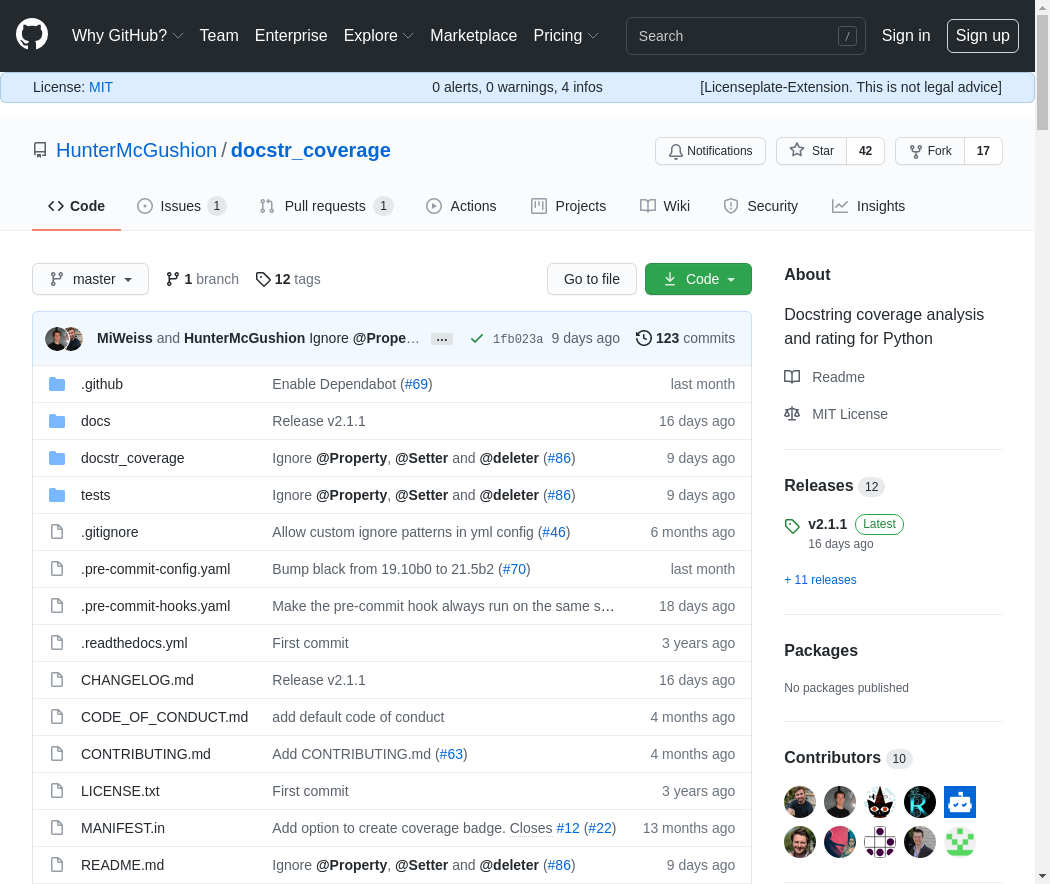 Why GitHub? Team Enterprise Explore Marketplace Pricing Search / Sign in Sign up
License: MIT 0 alerts, 0 warnings, 4 infos [Licenseplate-Extension. This is not legal advice]
HunterMcGushion / docstr_coverage Notifications Star 42 Fork 17
Code Issues 1 Pull requests 1 Actions Projects Wiki Security Insights
master 1 branch 12 tags Go to file Code
MiWeiss and HunterMcGushion Ignore @Prope… ... 1fb023a 9 days ago 123 commits
.github Enable Dependabot (#69) last month
docs Release v2.1.1 16 days ago
docstr_coverage Ignore @Property, @Setter and @deleter (#86) 9 days ago
tests Ignore @Property, @Setter and @deleter (#86) 9 days ago
.gitignore Allow custom ignore patterns in yml config (#46) 6 months ago
.pre-commit-config.yaml Bump black from 19.10b0 to 21.5b2 (#70) last month
.pre-commit-hooks.yaml Make the pre-commit hook always run on the same s… 18 days ago
.readthedocs.yml First commit 3 years ago
CHANGELOG.md Release v2.1.1 16 days ago
CODE_OF_CONDUCT.md add default code of conduct 4 months ago
CONTRIBUTING.md Add CONTRIBUTING.md (#63) 4 months ago
LICENSE.txt First commit 3 years ago
MANIFEST.in Add option to create coverage badge. Closes #12 (#22) 13 months ago
README.md Ignore @Property, @Setter and @deleter (#86) 9 days ago
About
Docstring coverage analysis
and rating for Python
Readme
MIT License
Releases 12
v2.1.1 Latest
16 days ago
+ 11 releases
Packages
No packages published
Contributors 10